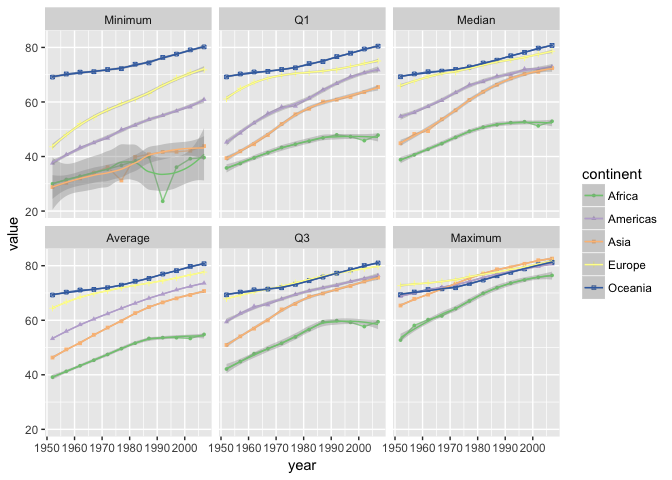 Minimum Q1 Median
80
60
40
20
value
Average Q3 Maximum
80
60
40
20
1950 1960 1970 1980 1990 2000 1950 1960 1970 1980 1990 2000 1950 1960 1970 1980 1990 2000
year
continent
Africa
Americas
Asia
Europe
Oceania